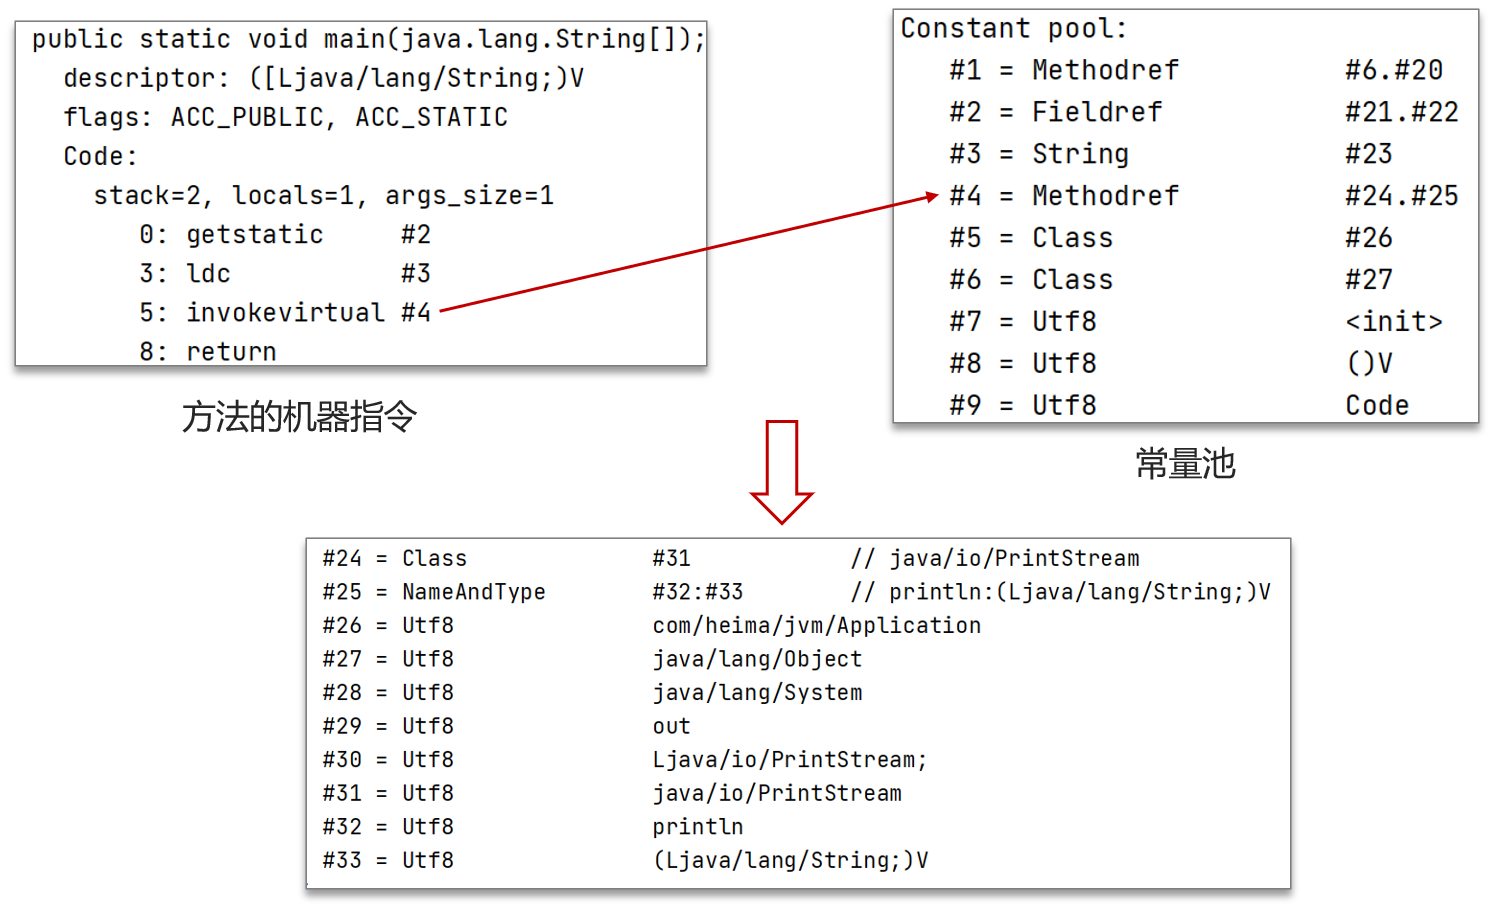 public static void main(java.lang.String[]);
descriptor: ([Ljava/lang/String;)V
flags: ACC_PUBLIC, ACC_STATIC
Code:
stack=2, locals=1, args_size=1
0: getstatic #2
3: ldc #3
5: invokevirtual #4
8: return
方法的机器指令
Constant pool:
#1 = Methodref #6.#20
#2 = Fieldref #21.#22
#3 = String #23
#4 = Methodref #24.#25
#5 = Class #26
#6 = Class #27
#7 = Utf8 <init>
#8 = Utf8 ()V
#9 = Utf8 Code
常量池
#24 = Class #31 // java/io/PrintStream
#25 = NameAndType #32:#33 // println:(Ljava/lang/String;)V
#26 = Utf8 com/heima/jvm/Application
#27 = Utf8 java/lang/Object
#28 = Utf8 java/lang/System
#29 = Utf8 out
#30 = Utf8 Ljava/io/PrintStream;
#31 = Utf8 java/io/PrintStream
#32 = Utf8 println
#33 = Utf8 (Ljava/lang/String;)V